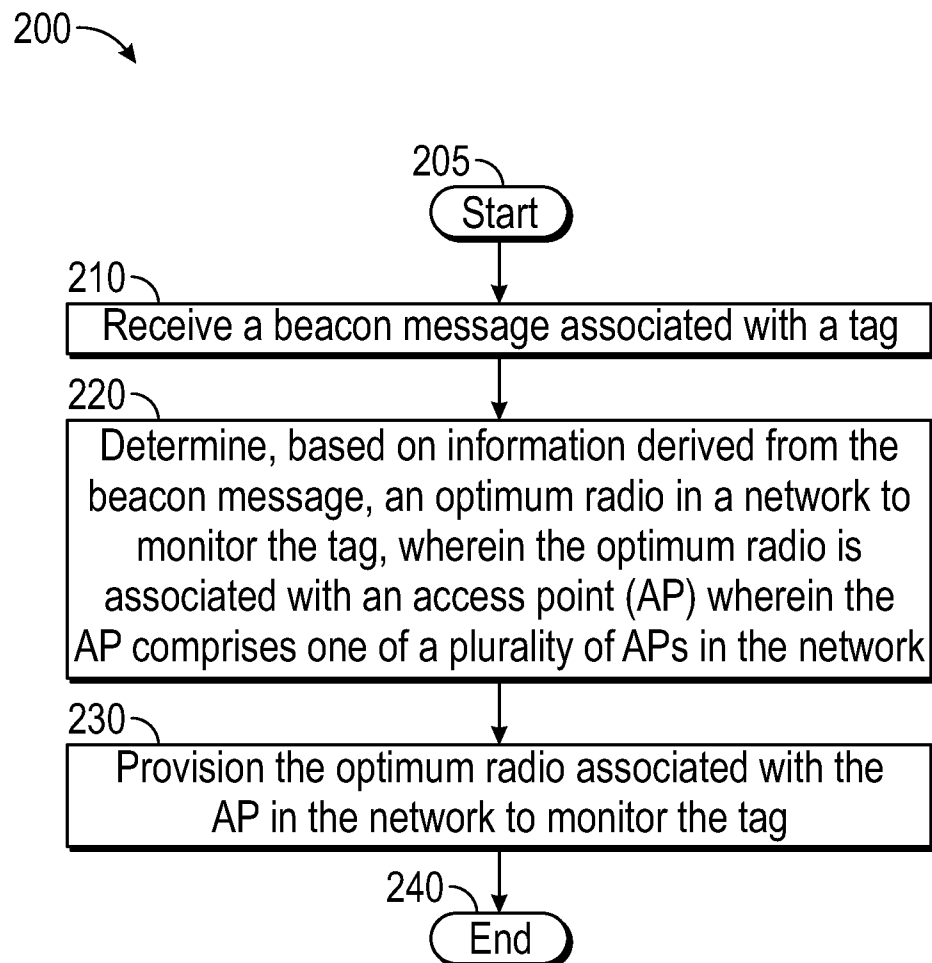 200
205
Start
210
Receive a beacon message associated with a tag
220
Determine, based on information derived from the
beacon message, an optimum radio in a network to
monitor the tag, wherein the optimum radio is
associated with an access point (AP) wherein the
AP comprises one of a plurality of APs in the network
230
Provision the optimum radio associated with the
AP in the network to monitor the tag
240
End